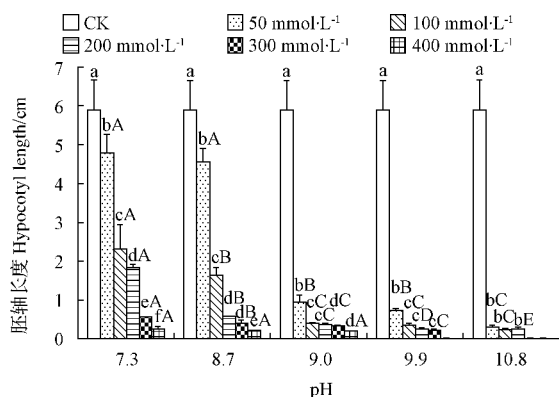 CK 50 mmol·L⁻¹ 100 mmol·L⁻¹
200 mmol·L⁻¹ 300 mmol·L⁻¹ 400 mmol·L⁻¹
胚轴长度 Hypocotyl length/cm
7
6
5
4
3
2
1
0
a bA cA dA eA fA
a bA cB dB dB eA
a bB cC cC dC dA
a bB cC cD cC
a bC bC bE
7.3 8.7 9.0 9.9 10.8
pH